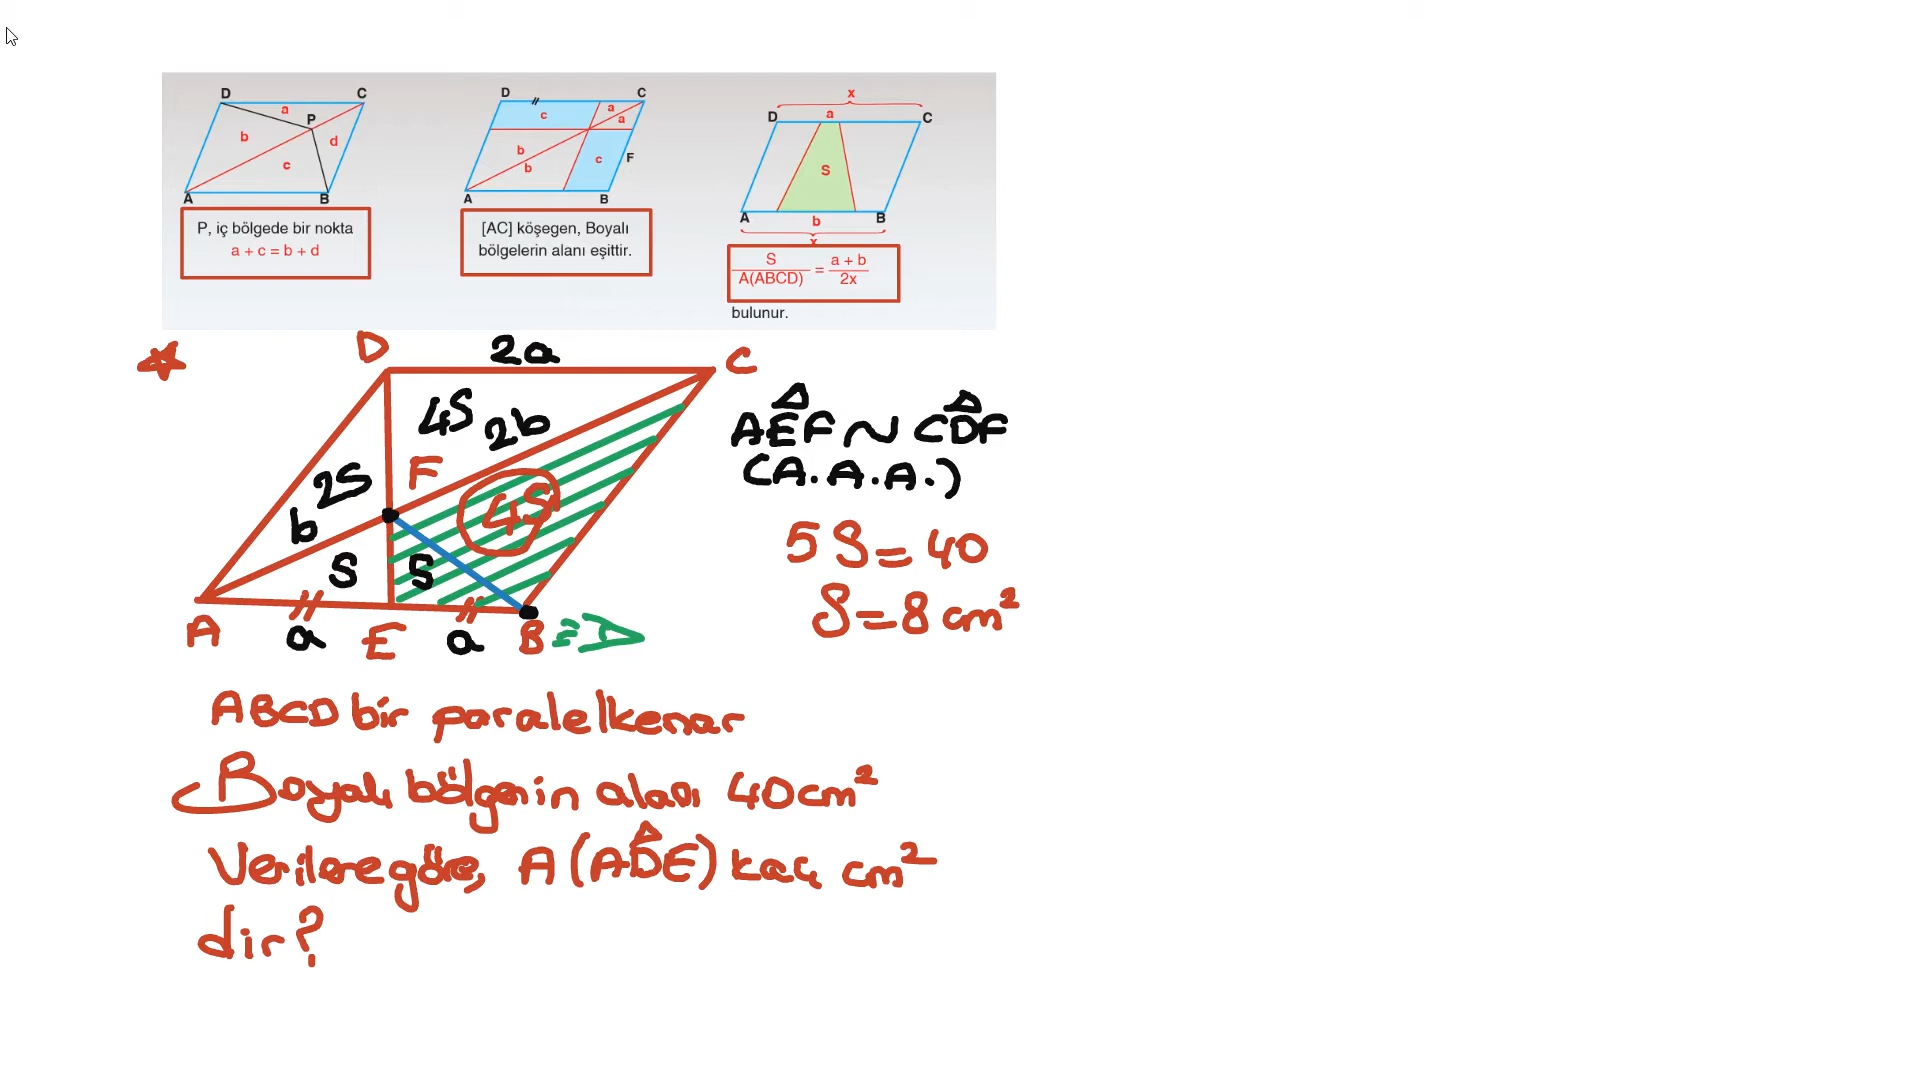 D C
a
P
b d
c
A B
P, iç bölgede bir nokta
a + c = b + d
D C
c a
a
b
b c F
A B
[AC] köşegen, Boyalı
bölgelerin alanı eşittir.
x
D a C
S
A b B
x
S / A(ABCD) = a + b / 2x
bulunur.
D 2a C
4S 2b
2S F
b 4S
S S
A a E a B
AEF ~ CDF
(A.A.A.)
5S=40
S=8 cm²
ABCD bir paralelkenar
Boyalı bölgenin alanı 40cm²
Verilere göre, A(ADE) kaç cm²
dir?